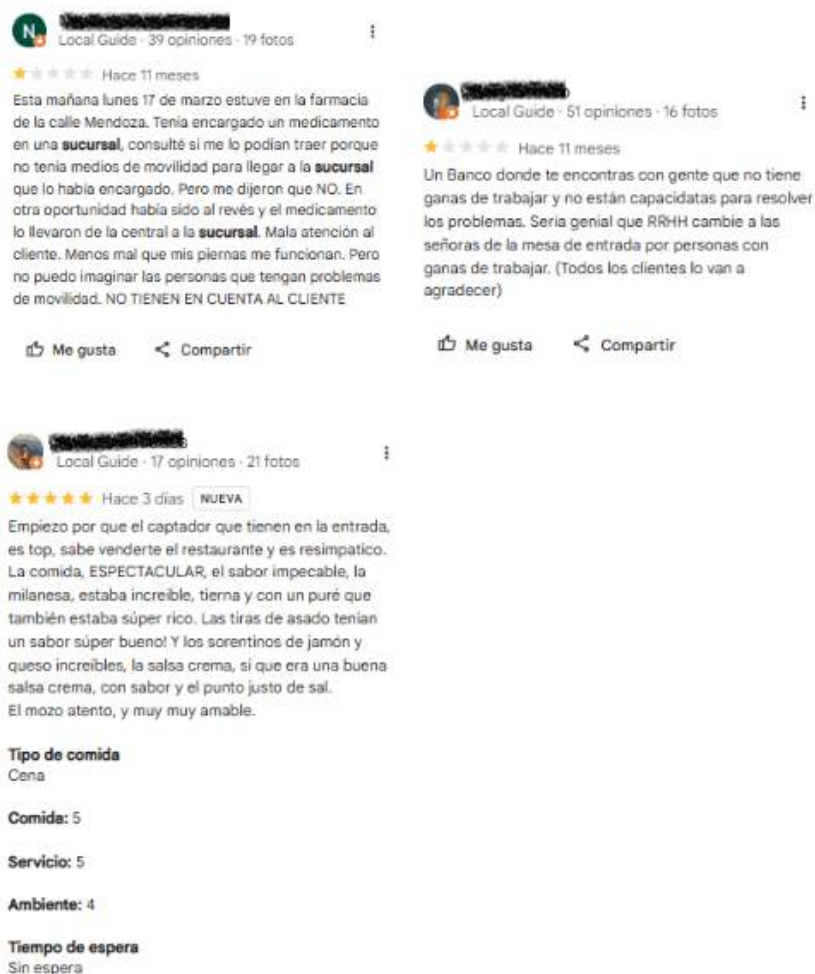 N
Local Guide · 39 opiniones · 19 fotos
Hace 11 meses
Esta mañana lunes 17 de marzo estuve en la farmacia
de la calle Mendoza. Tenía encargado un medicamento
en una sucursal, consulté si me lo podían traer porque
no tenía medios de movilidad para llegar a la sucursal
que lo había encargado. Pero me dijeron que NO. En
otra oportunidad había sido al revés y el medicamento
lo llevaron de la central a la sucursal. Mala atención al
cliente. Menos mal que mis piernas me funcionan. Pero
no puedo imaginar las personas que tengan problemas
de movilidad. NO TIENEN EN CUENTA AL CLIENTE
Me gusta Compartir
Local Guide · 51 opiniones · 16 fotos
Hace 11 meses
Un Banco donde te encontras con gente que no tiene
ganas de trabajar y no están capacidatas para resolver
los problemas. Sería genial que RRHH cambie a las
señoras de la mesa de entrada por personas con
ganas de trabajar. (Todos los clientes lo van a
agradecer)
Me gusta Compartir
Local Guide · 17 opiniones · 21 fotos
Hace 3 días NUEVA
Empiezo por que el captador que tienen en la entrada,
es top, sabe venderte el restaurante y es resimpatico.
La comida, ESPECTACULAR, el sabor impecable, la
milanesa, estaba increíble, tierna y con un puré que
también estaba súper rico. Las tiras de asado tenían
un sabor súper bueno! Y los sorentinos de jamón y
queso increíbles, la salsa crema, si que era una buena
salsa crema, con sabor y el punto justo de sal.
El mozo atento, y muy muy amable.
Tipo de comida
Cena
Comida: 5
Servicio: 5
Ambiente: 4
Tiempo de espera
Sin espera